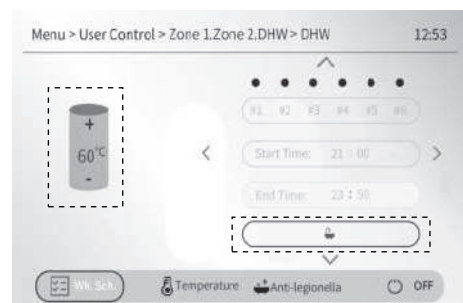 Menu > User Control > Zone 1.Zone 2.DHW > DHW 12:53
#1 #2 #3 #4 #5 #6
+
60°C
-
< Start Time: 21 : 00 >
End Time: 23 : 50
Wk. Sch. Temperature Anti-legionella OFF